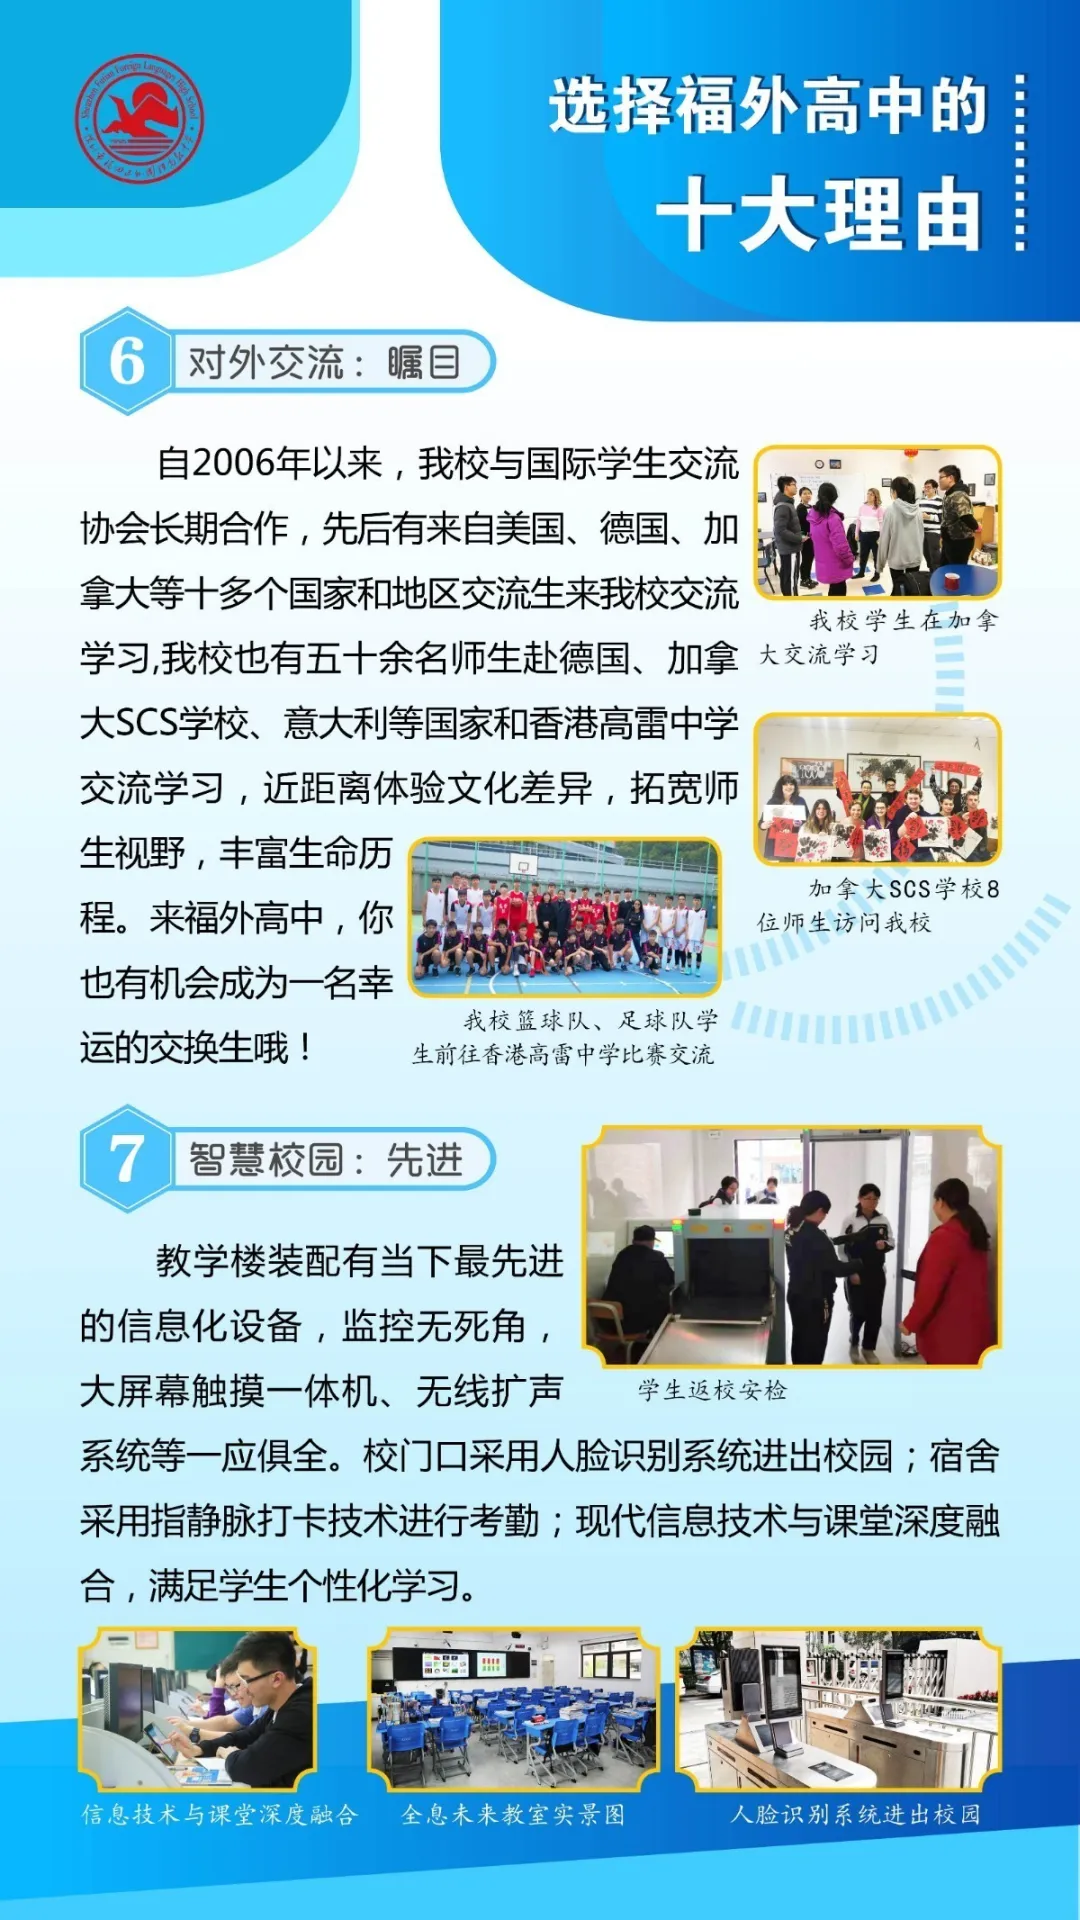 Shenzhen Futian Foreign Languages High School
选择福外高中的
十大理由
6
对外交流：瞩目
自2006年以来，我校与国际学生交流
协会长期合作，先后有来自美国、德国、加
拿大等十多个国家和地区交流生来我校交流
学习,我校也有五十余名师生赴德国、加拿
大SCS学校、意大利等国家和香港高雷中学
交流学习，近距离体验文化差异，拓宽师
生视野，丰富生命历
程。来福外高中，你
也有机会成为一名幸
运的交换生哦！
我校学生在加拿
大交流学习
加拿大SCS学校8
位师生访问我校
我校篮球队、足球队学
生前往香港高雷中学比赛交流
7
智慧校园：先进
教学楼装配有当下最先进
的信息化设备，监控无死角，
大屏幕触摸一体机、无线扩声
系统等一应俱全。校门口采用人脸识别系统进出校园；宿舍
采用指静脉打卡技术进行考勤；现代信息技术与课堂深度融
合，满足学生个性化学习。
学生返校安检
信息技术与课堂深度融合
全息未来教室实景图
人脸识别系统进出校园